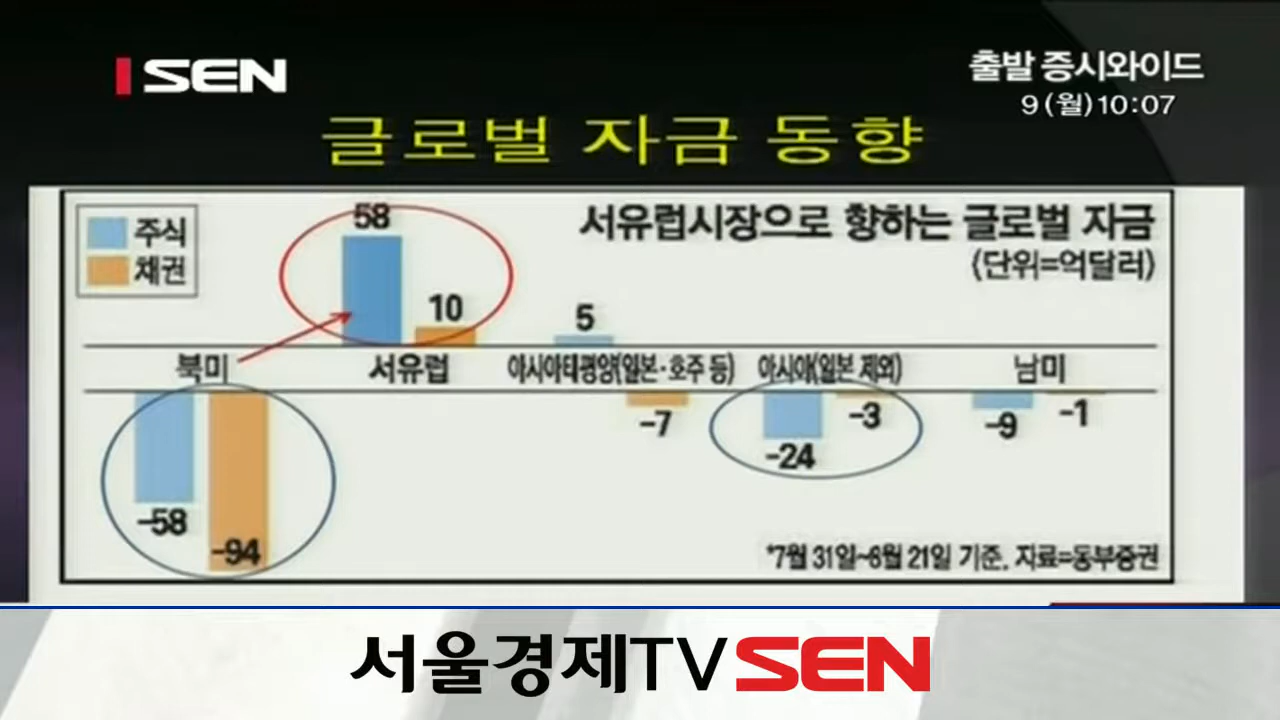 SEN
출발 증시와이드
9(월)10:07
글로벌 자금 동향
주식
채권
서유럽시장으로 향하는 글로벌 자금
(단위=억달러)
58
10
5
북미
서유럽
아시아태평양(일본·호주 등)
아시아(일본 제외)
남미
-58
-94
-7
-24
-3
-9
-1
*7월 31일~8월 21일 기준, 자료=동부증권
서울경제TV SEN